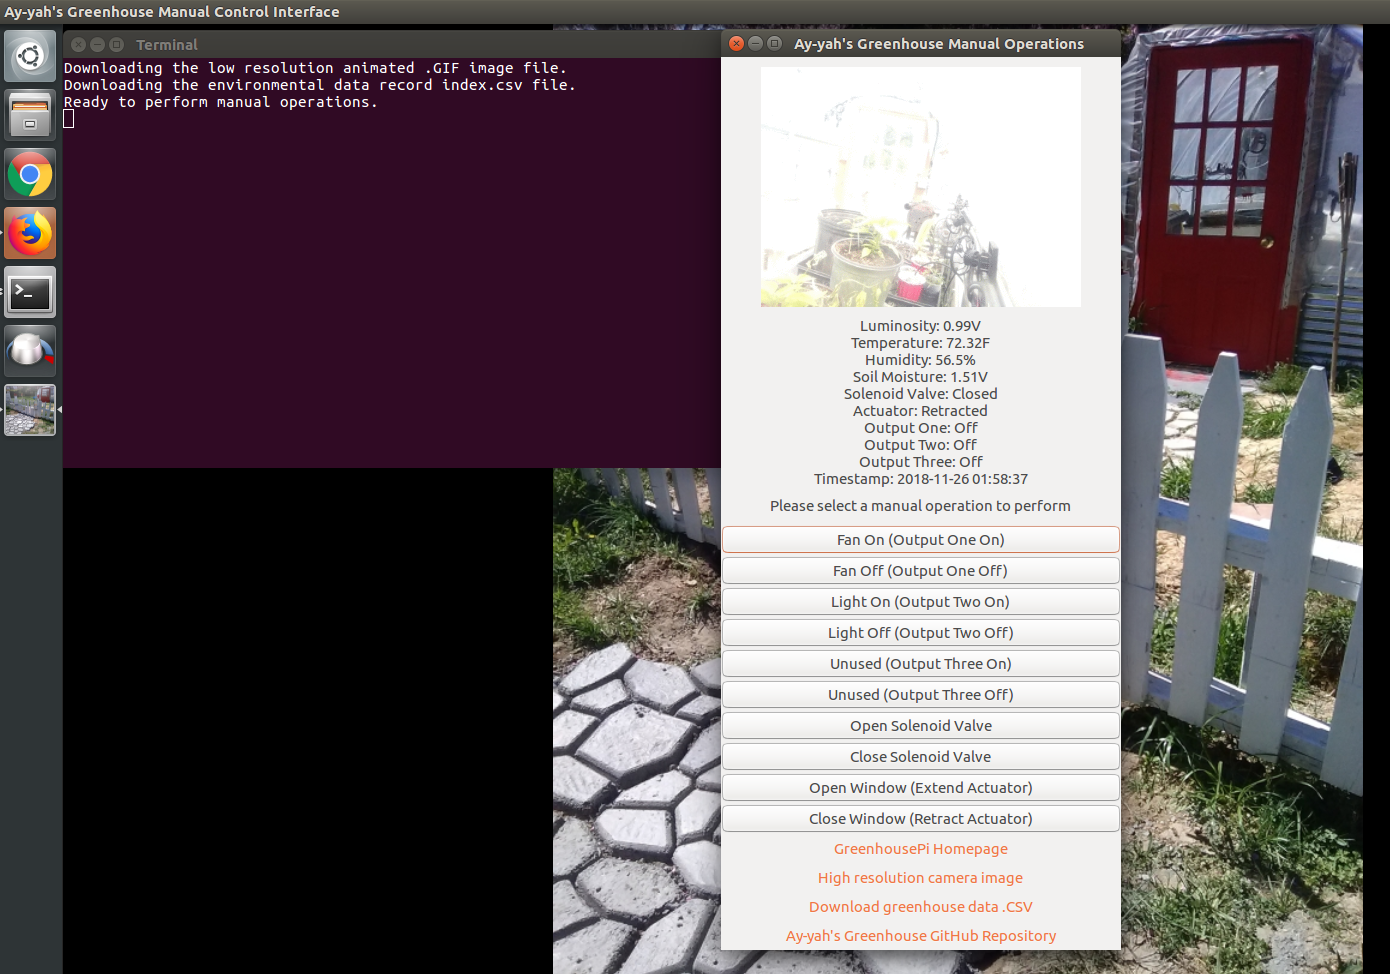 Ay-yah's Greenhouse Manual Control Interface
Terminal
Downloading the low resolution animated .GIF image file.
Downloading the environmental data record index.csv file.
Ready to perform manual operations.
Ay-yah's Greenhouse Manual Operations
Luminosity: 0.99V
Temperature: 72.32F
Humidity: 56.5%
Soil Moisture: 1.51V
Solenoid Valve: Closed
Actuator: Retracted
Output One: Off
Output Two: Off
Output Three: Off
Timestamp: 2018-11-26 01:58:37
Please select a manual operation to perform
Fan On (Output One On)
Fan Off (Output One Off)
Light On (Output Two On)
Light Off (Output Two Off)
Unused (Output Three On)
Unused (Output Three Off)
Open Solenoid Valve
Close Solenoid Valve
Open Window (Extend Actuator)
Close Window (Retract Actuator)
GreenhousePi Homepage
High resolution camera image
Download greenhouse data .CSV
Ay-yah's Greenhouse GitHub Repository